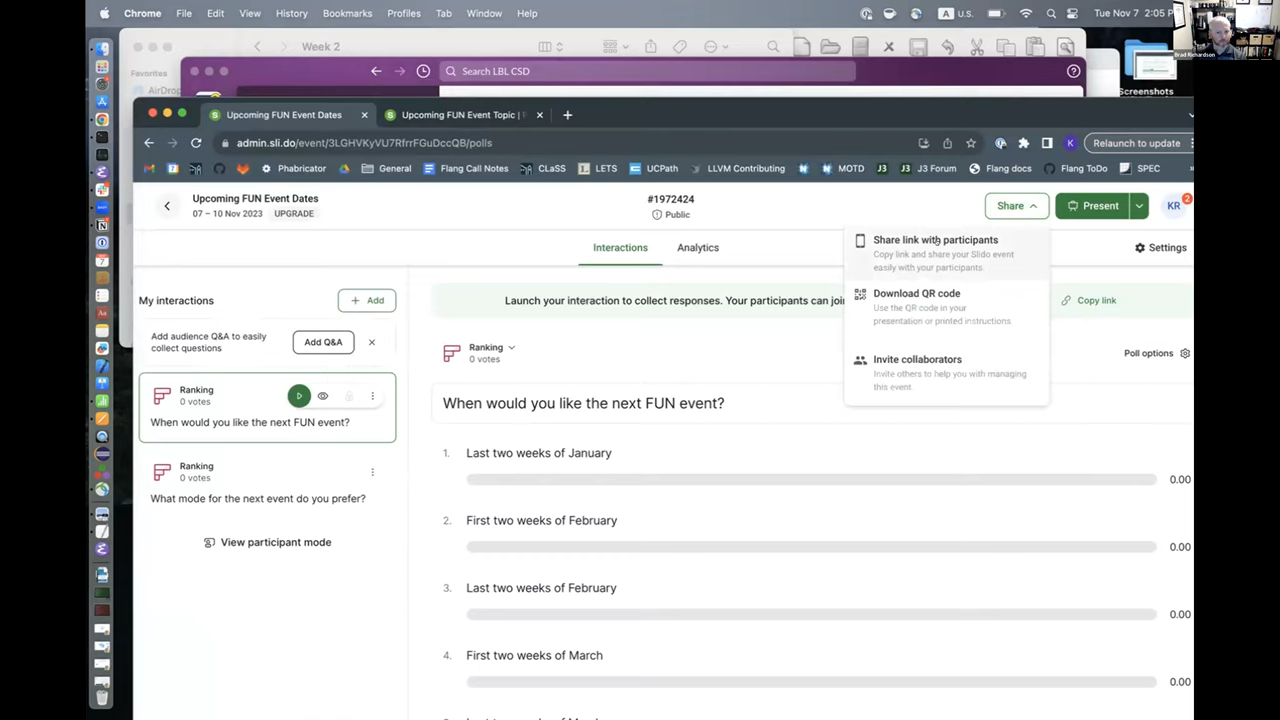 Chrome File Edit View History Bookmarks Profiles Tab Window Help A U.S. Tue Nov 7 2:05 P
Brad Richardson
Week 2
Favorites
AirDrop
Search LBL CSD
Screenshots
Upcoming FUN Event Dates
Upcoming FUN Event Topic |
admin.sli.do/event/3LGHVKyVU7RfrrFGuDccQB/polls
K Relaunch to update
Phabricator General Flang Call Notes CLaSS LETS UCPath LLVM Contributing MOTD J3 J3 Forum Flang docs Flang ToDo SPEC
Upcoming FUN Event Dates
07 – 10 Nov 2023 UPGRADE
#1972424
Public
Share
Present
KR 2
Interactions
Analytics
Settings
Share link with participants
Copy link and share your Slido event
easily with your participants.
Download QR code
Use the QR code in your
presentation or printed instructions
Invite collaborators
Invite others to help you with managing
this event.
My interactions
+ Add
Launch your interaction to collect responses. Your participants can joi
Copy link
Add audience Q&A to easily
collect questions
Add Q&A
Ranking
0 votes
When would you like the next FUN event?
Ranking
0 votes
What mode for the next event do you prefer?
View participant mode
Ranking
0 votes
Poll options
When would you like the next FUN event?
1. Last two weeks of January
0.00
2. First two weeks of February
0.00
3. Last two weeks of February
0.00
4. First two weeks of March
0.00